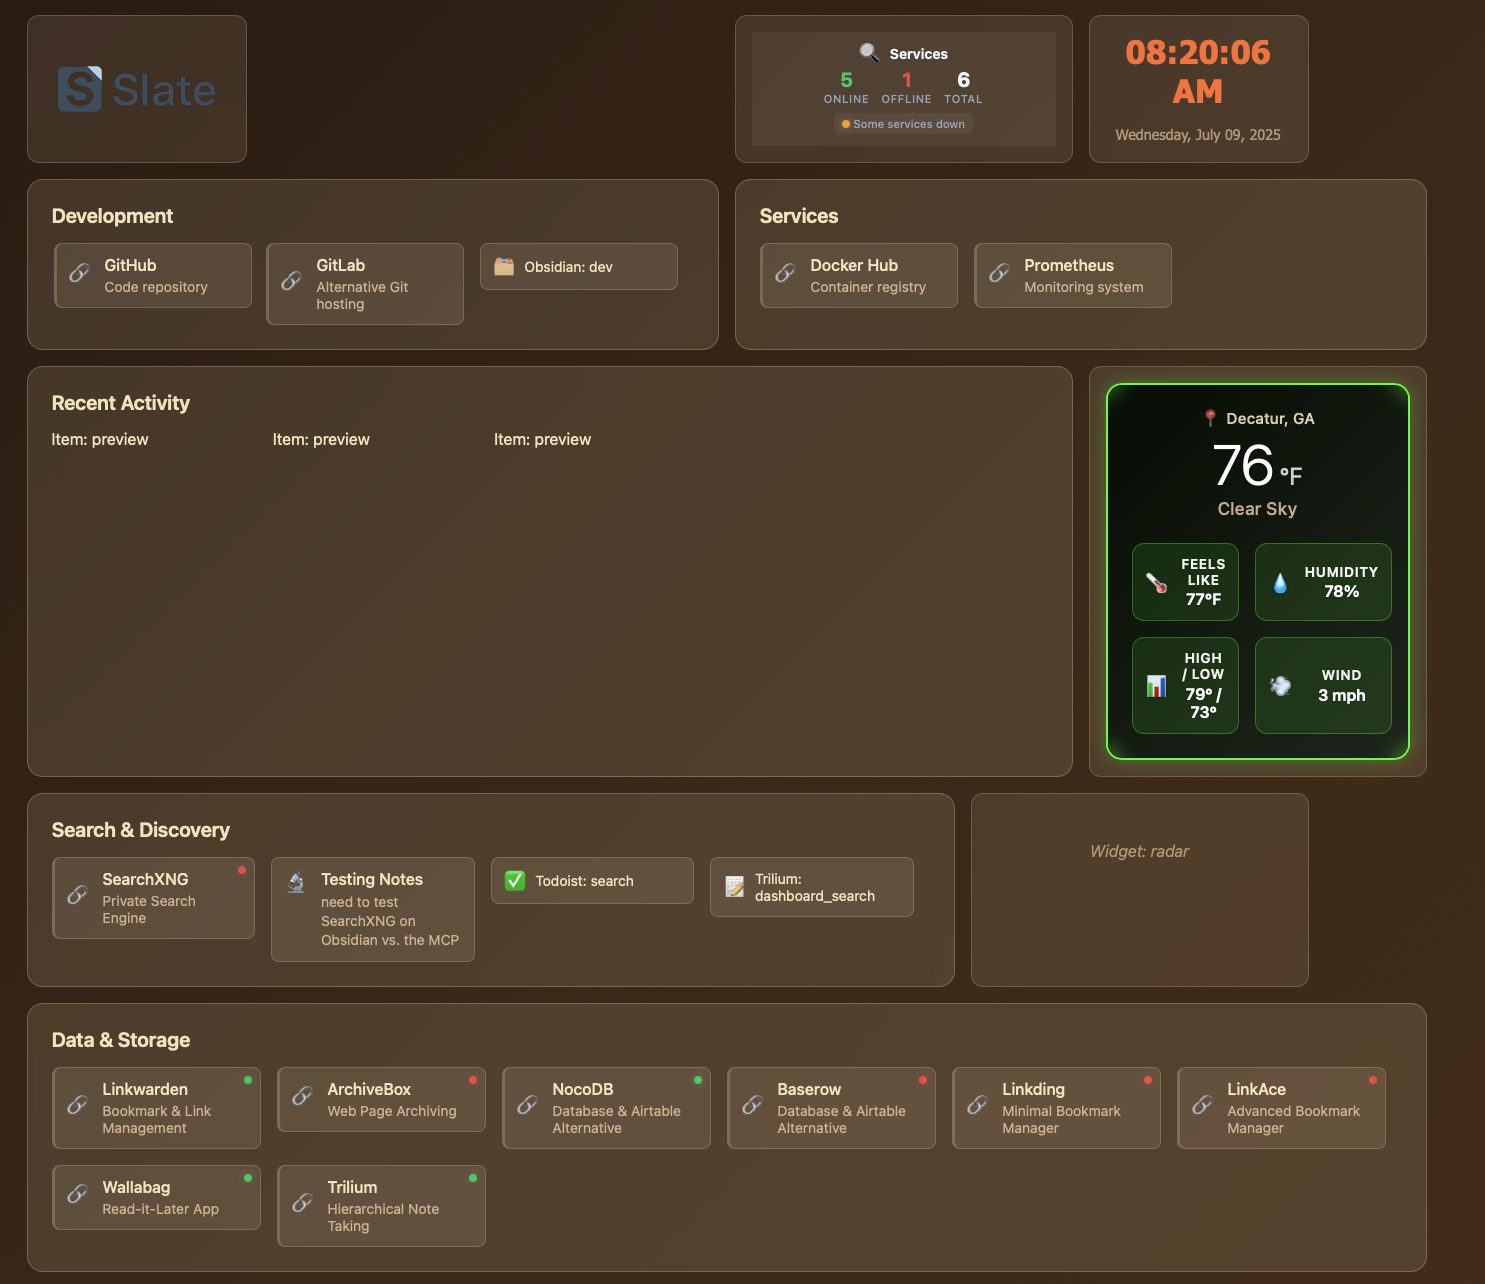 Slate
Services
5 1 6
ONLINE OFFLINE TOTAL
Some services down
08:20:06
AM
Wednesday, July 09, 2025
Development
GitHub
Code repository
GitLab
Alternative Git
hosting
Obsidian: dev
Services
Docker Hub
Container registry
Prometheus
Monitoring system
Recent Activity
Item: preview
Item: preview
Item: preview
Decatur, GA
76 °F
Clear Sky
FEELS
LIKE
77°F
HUMIDITY
78%
HIGH
/ LOW
79° /
73°
WIND
3 mph
Search & Discovery
SearchXNG
Private Search
Engine
Testing Notes
need to test
SearchXNG on
Obsidian vs. the MCP
Todoist: search
Trilium:
dashboard_search
Widget: radar
Data & Storage
Linkwarden
Bookmark & Link
Management
ArchiveBox
Web Page Archiving
NocoDB
Database & Airtable
Alternative
Baserow
Database & Airtable
Alternative
Linkding
Minimal Bookmark
Manager
LinkAce
Advanced Bookmark
Manager
Wallabag
Read-it-Later App
Trilium
Hierarchical Note
Taking